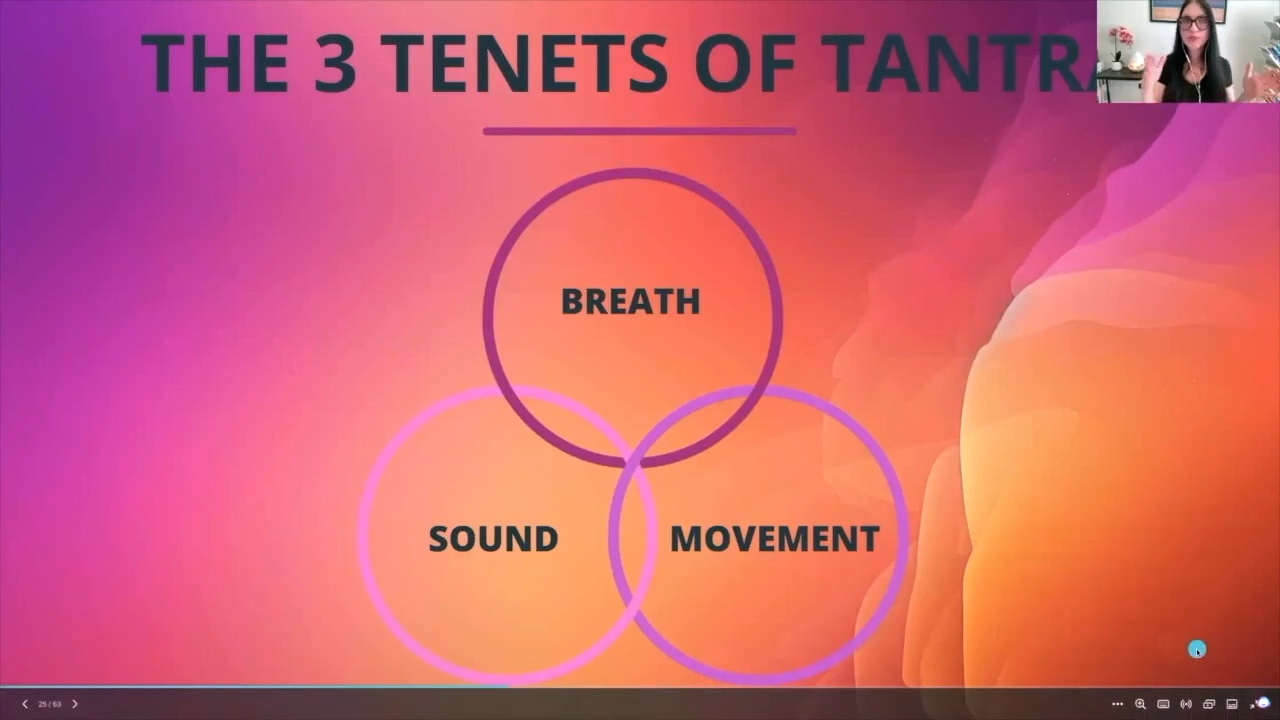 THE 3 TENETS OF TANTRA
BREATH
SOUND
MOVEMENT
25 / 63